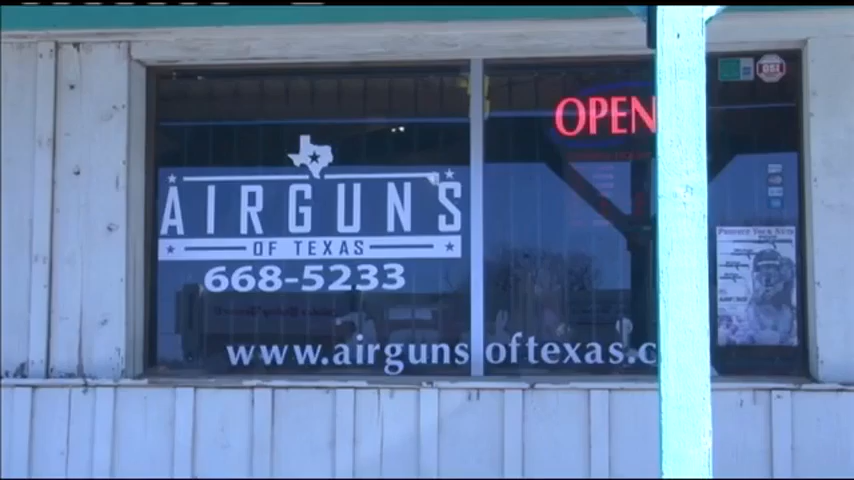 OPEN
AIRGUNS
OF TEXAS
668-5233
www.airgunsoftexas.c